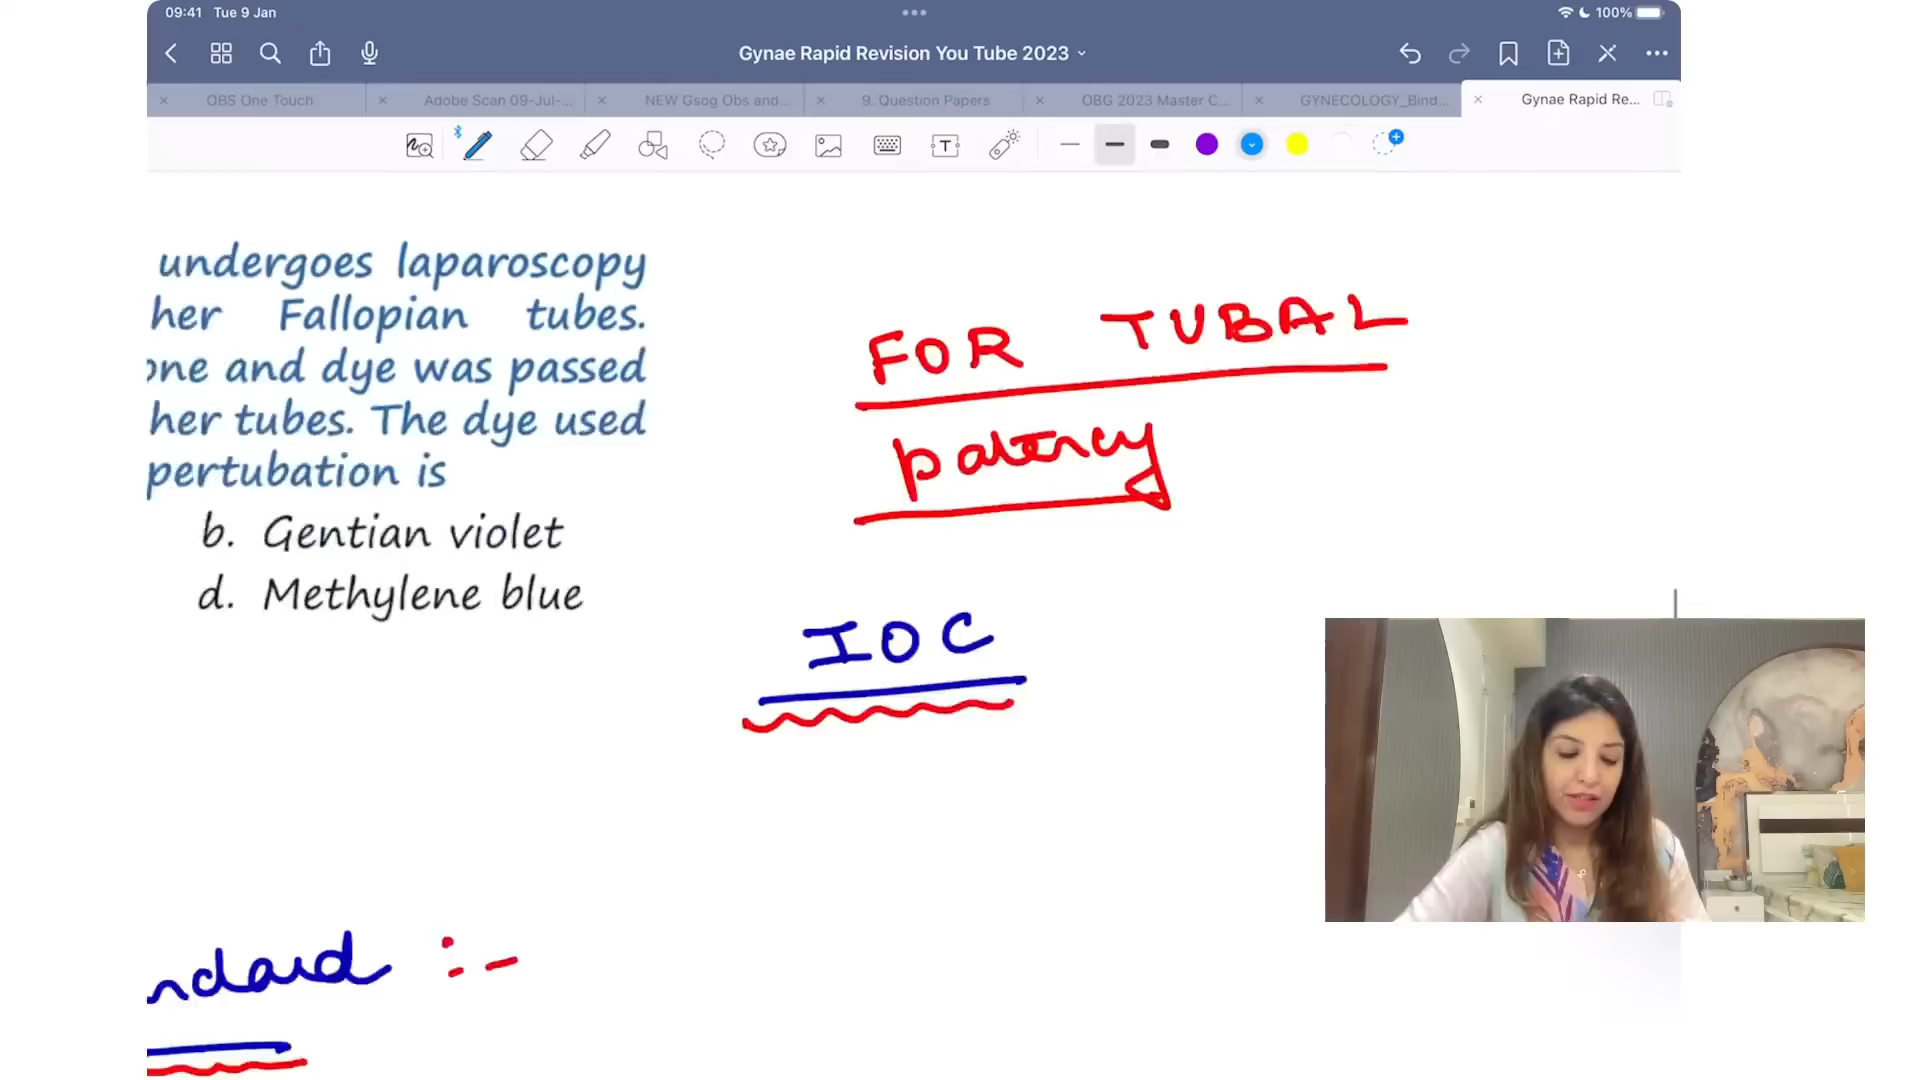 09:41 Tue 9 Jan
100%
Gynae Rapid Revision You Tube 2023
OBS One Touch
Adobe Scan 09-Jul-...
NEW Gsog Obs and...
9. Question Papers
OBG 2023 Master C...
GYNECOLOGY_Bind...
Gynae Rapid Re...
undergoes laparoscopy
her Fallopian tubes.
one and dye was passed
her tubes. The dye used
pertubation is
b. Gentian violet
d. Methylene blue
FOR TUBAL
patency
IOC
ndard :-